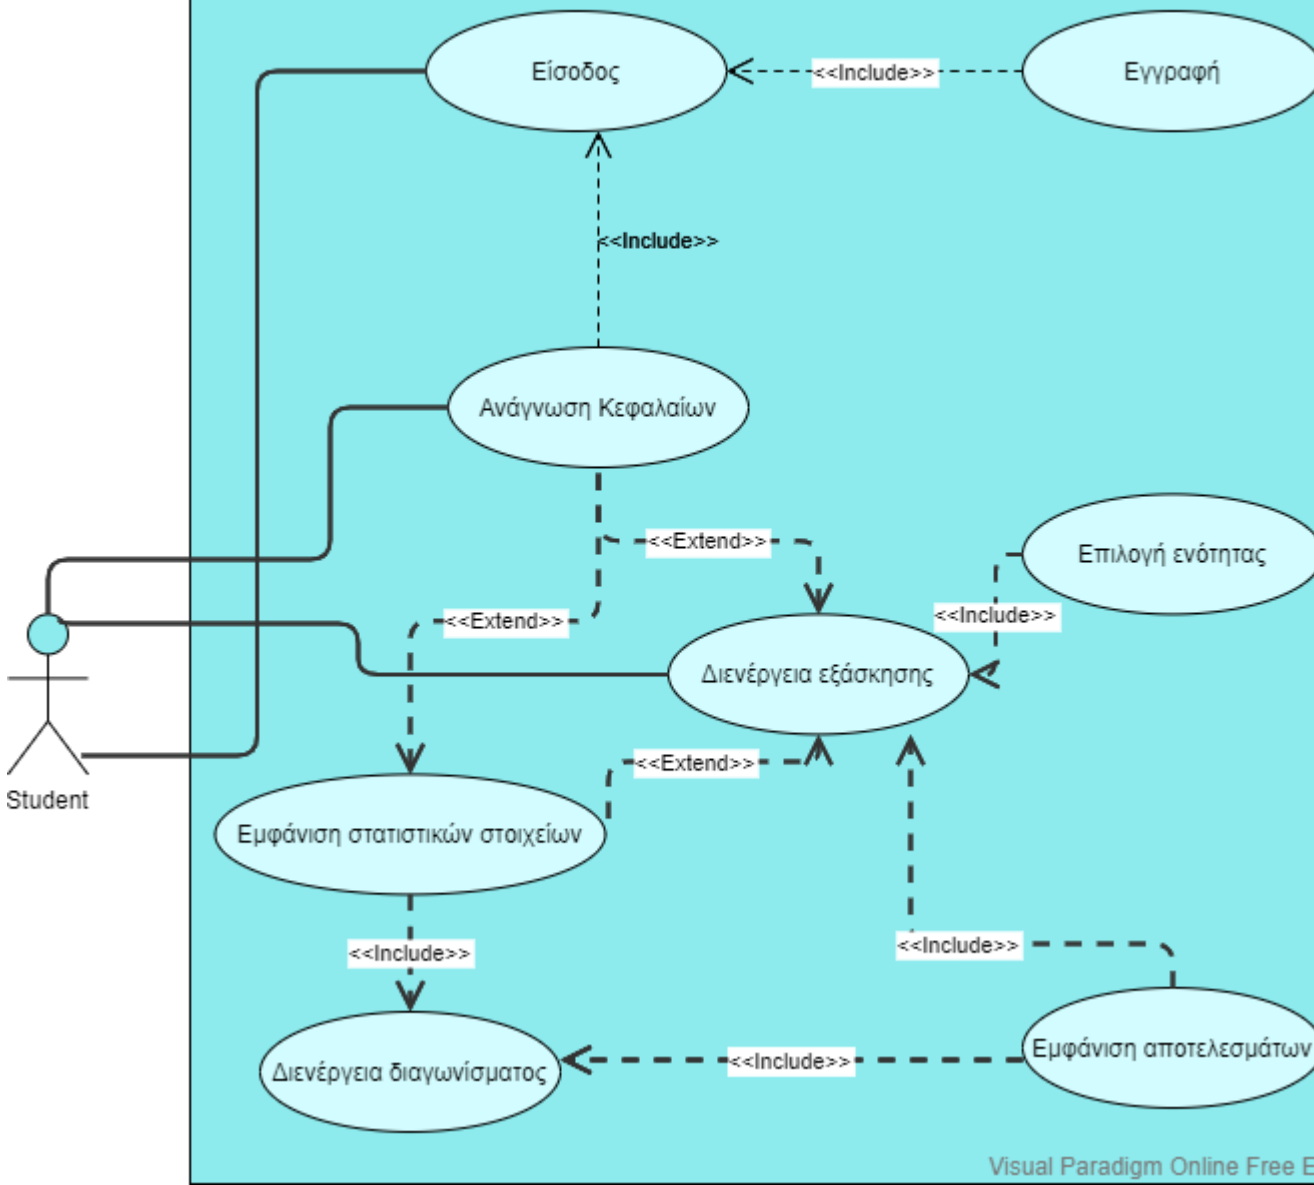 Είσοδος
<<Include>>
Εγγραφή
<<Include>>
Ανάγνωση Κεφαλαίων
<<Extend>>
Επιλογή ενότητας
<<Extend>>
<<Include>>
Διενέργεια εξάσκησης
<<Extend>>
Student
Εμφάνιση στατιστικών στοιχείων
<<Include>>
<<Include>>
Διενέργεια διαγωνίσματος
<<Include>>
Εμφάνιση αποτελεσμάτων
Visual Paradigm Online Free E